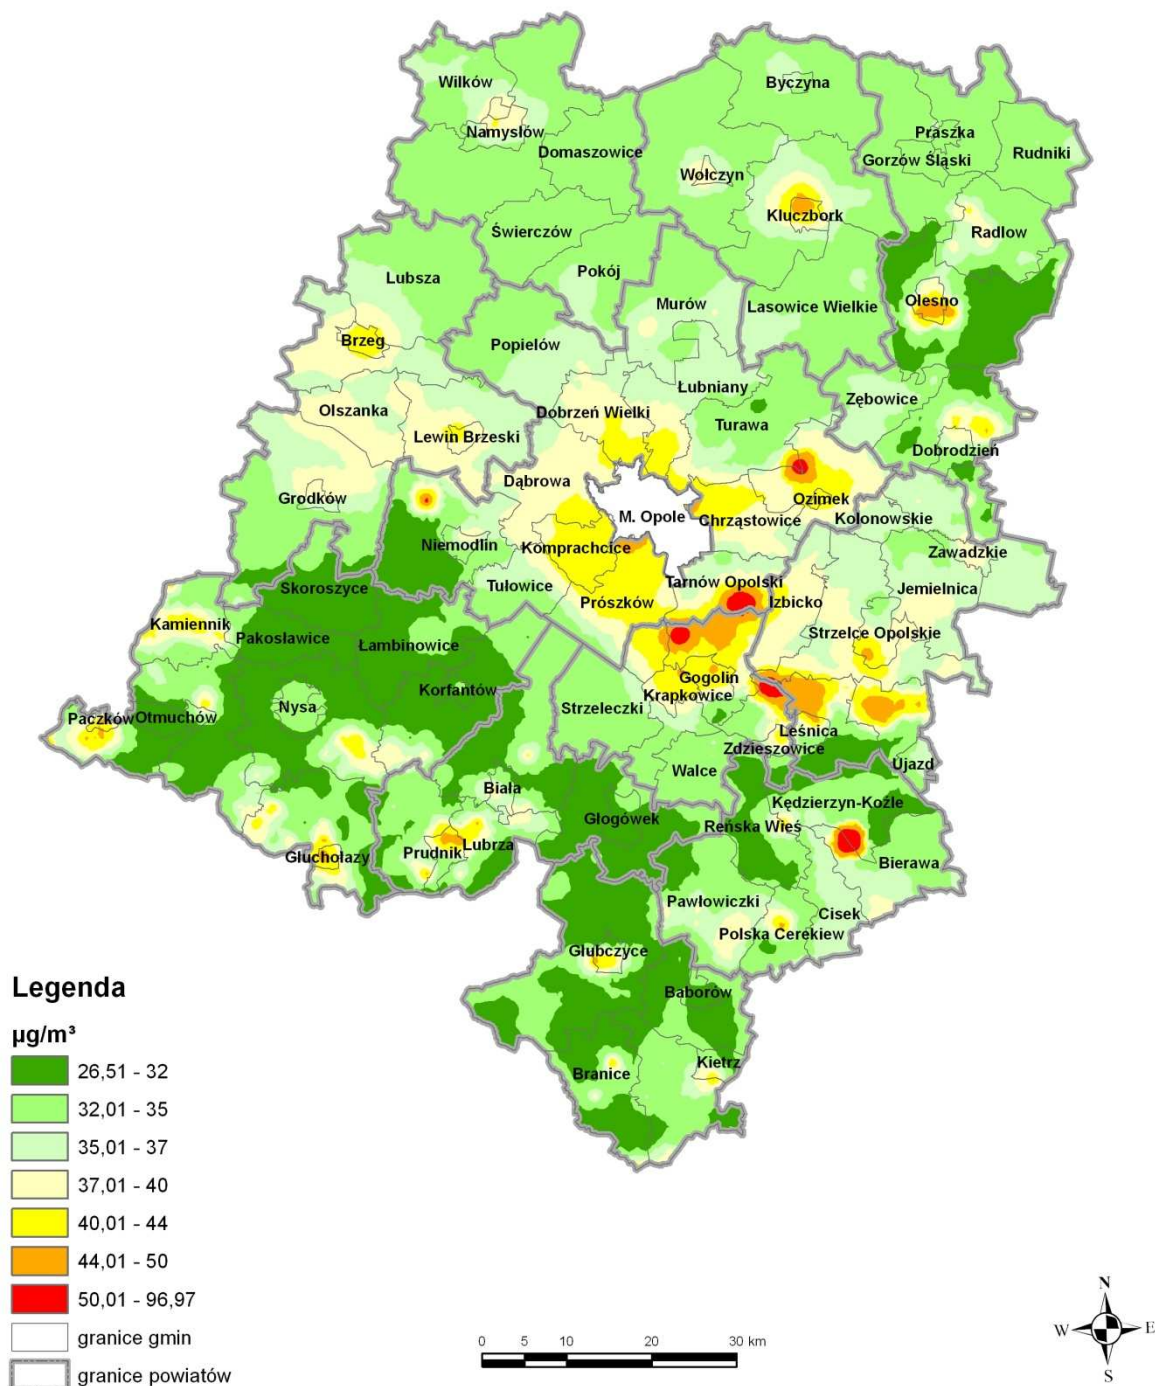 Wilków
Byczyna
Namysłów
Praszka
Domaszowice
Gorzów Śląski
Rudniki
Wołczyn
Kluczbork
Świerczów
Radlow
Pokój
Lubsza
Murów
Olesno
Lasowice Wielkie
Brzeg
Popielów
Łubniany
Zębowice
Olszanka
Dobrzeń Wielki
Turawa
Lewin Brzeski
Dobrodzień
Dąbrowa
Grodków
Ozimek
M. Opole
Chrząstowice
Kolonowskie
Niemodlin
Komprachcice
Zawadzkie
Tarnów Opolski
Skoroszyce
Tułowice
Jemielnica
Prószków
Izbicko
Kamiennik
Strzelce Opolskie
Pakosławice
Łambinowice
Gogolin
Korfantów
Krapkowice
Nysa
Strzeleczki
Paczków
Otmuchów
Leśnica
Zdzieszowice
Ujazd
Walce
Biała
Kędzierzyn-Koźle
Głogówek
Reńska Wieś
Lubrza
Prudnik
Głuchołazy
Bierawa
Pawłowiczki
Cisek
Polska Cerekiew
Głubczyce
Baborów
Kietrz
Branice
Legenda
µg/m³
26,51 - 32
32,01 - 35
35,01 - 37
37,01 - 40
40,01 - 44
44,01 - 50
50,01 - 96,97
granice gmin
granice powiatów
0 5 10 20 30 km
N
W E
S